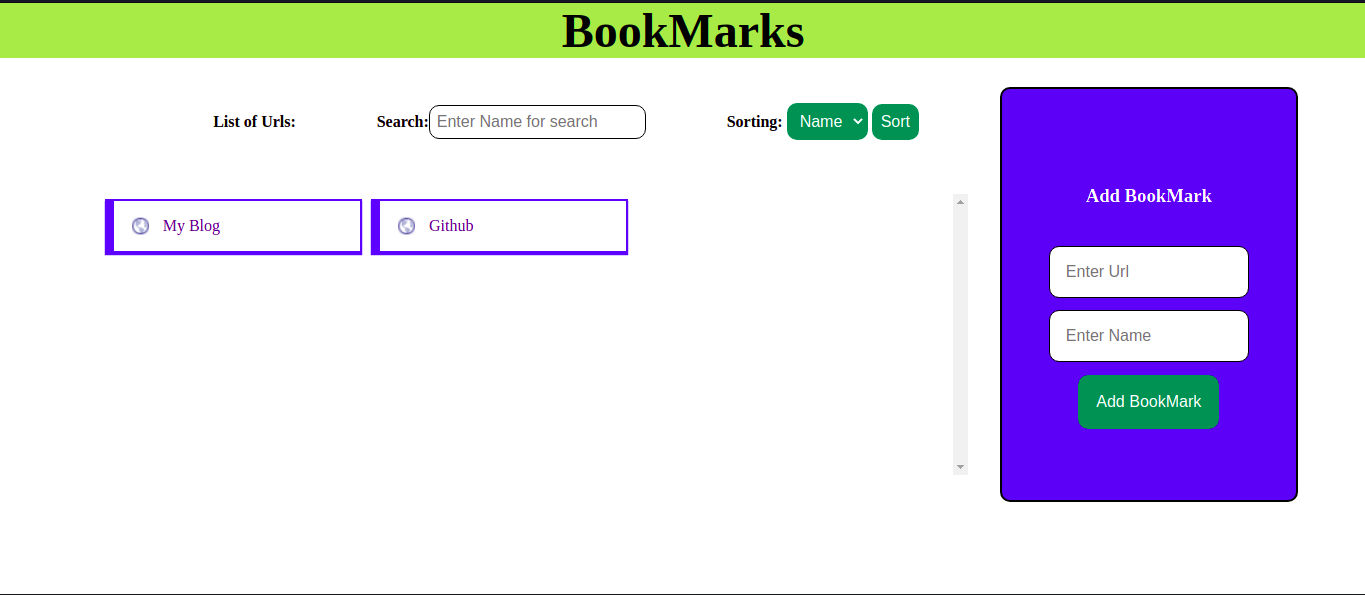 BookMarks
List of Urls: Search: Enter Name for search Sorting: Name Sort
My Blog Github
Add BookMark
Enter Url
Enter Name
Add BookMark